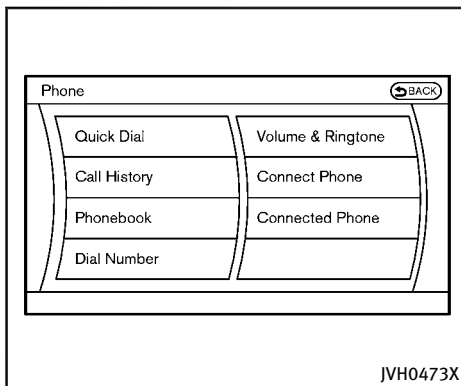 Phone
BACK
Quick Dial
Volume & Ringtone
Call History
Connect Phone
Phonebook
Connected Phone
Dial Number
JVH0473X